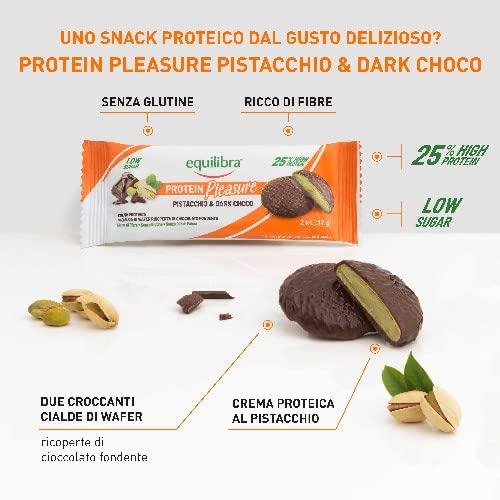 UNO SNACK PROTEICO DAL GUSTO DELIZIOSO?
PROTEIN PLEASURE PISTACCHIO & DARK CHOCO
SENZA GLUTINE
RICCO DI FIBRE
LOW
SUGAR
equilibra
25% HIGH
PROTEIN
PROTEIN Pleasure
PISTACCHIO & DARK CHOCO
25% HIGH
PROTEIN
LOW
SUGAR
DUE CROCCANTI
CIALDE DI WAFER
ricoperte di
cioccolato fondente
CREMA PROTEICA
AL PISTACCHIO